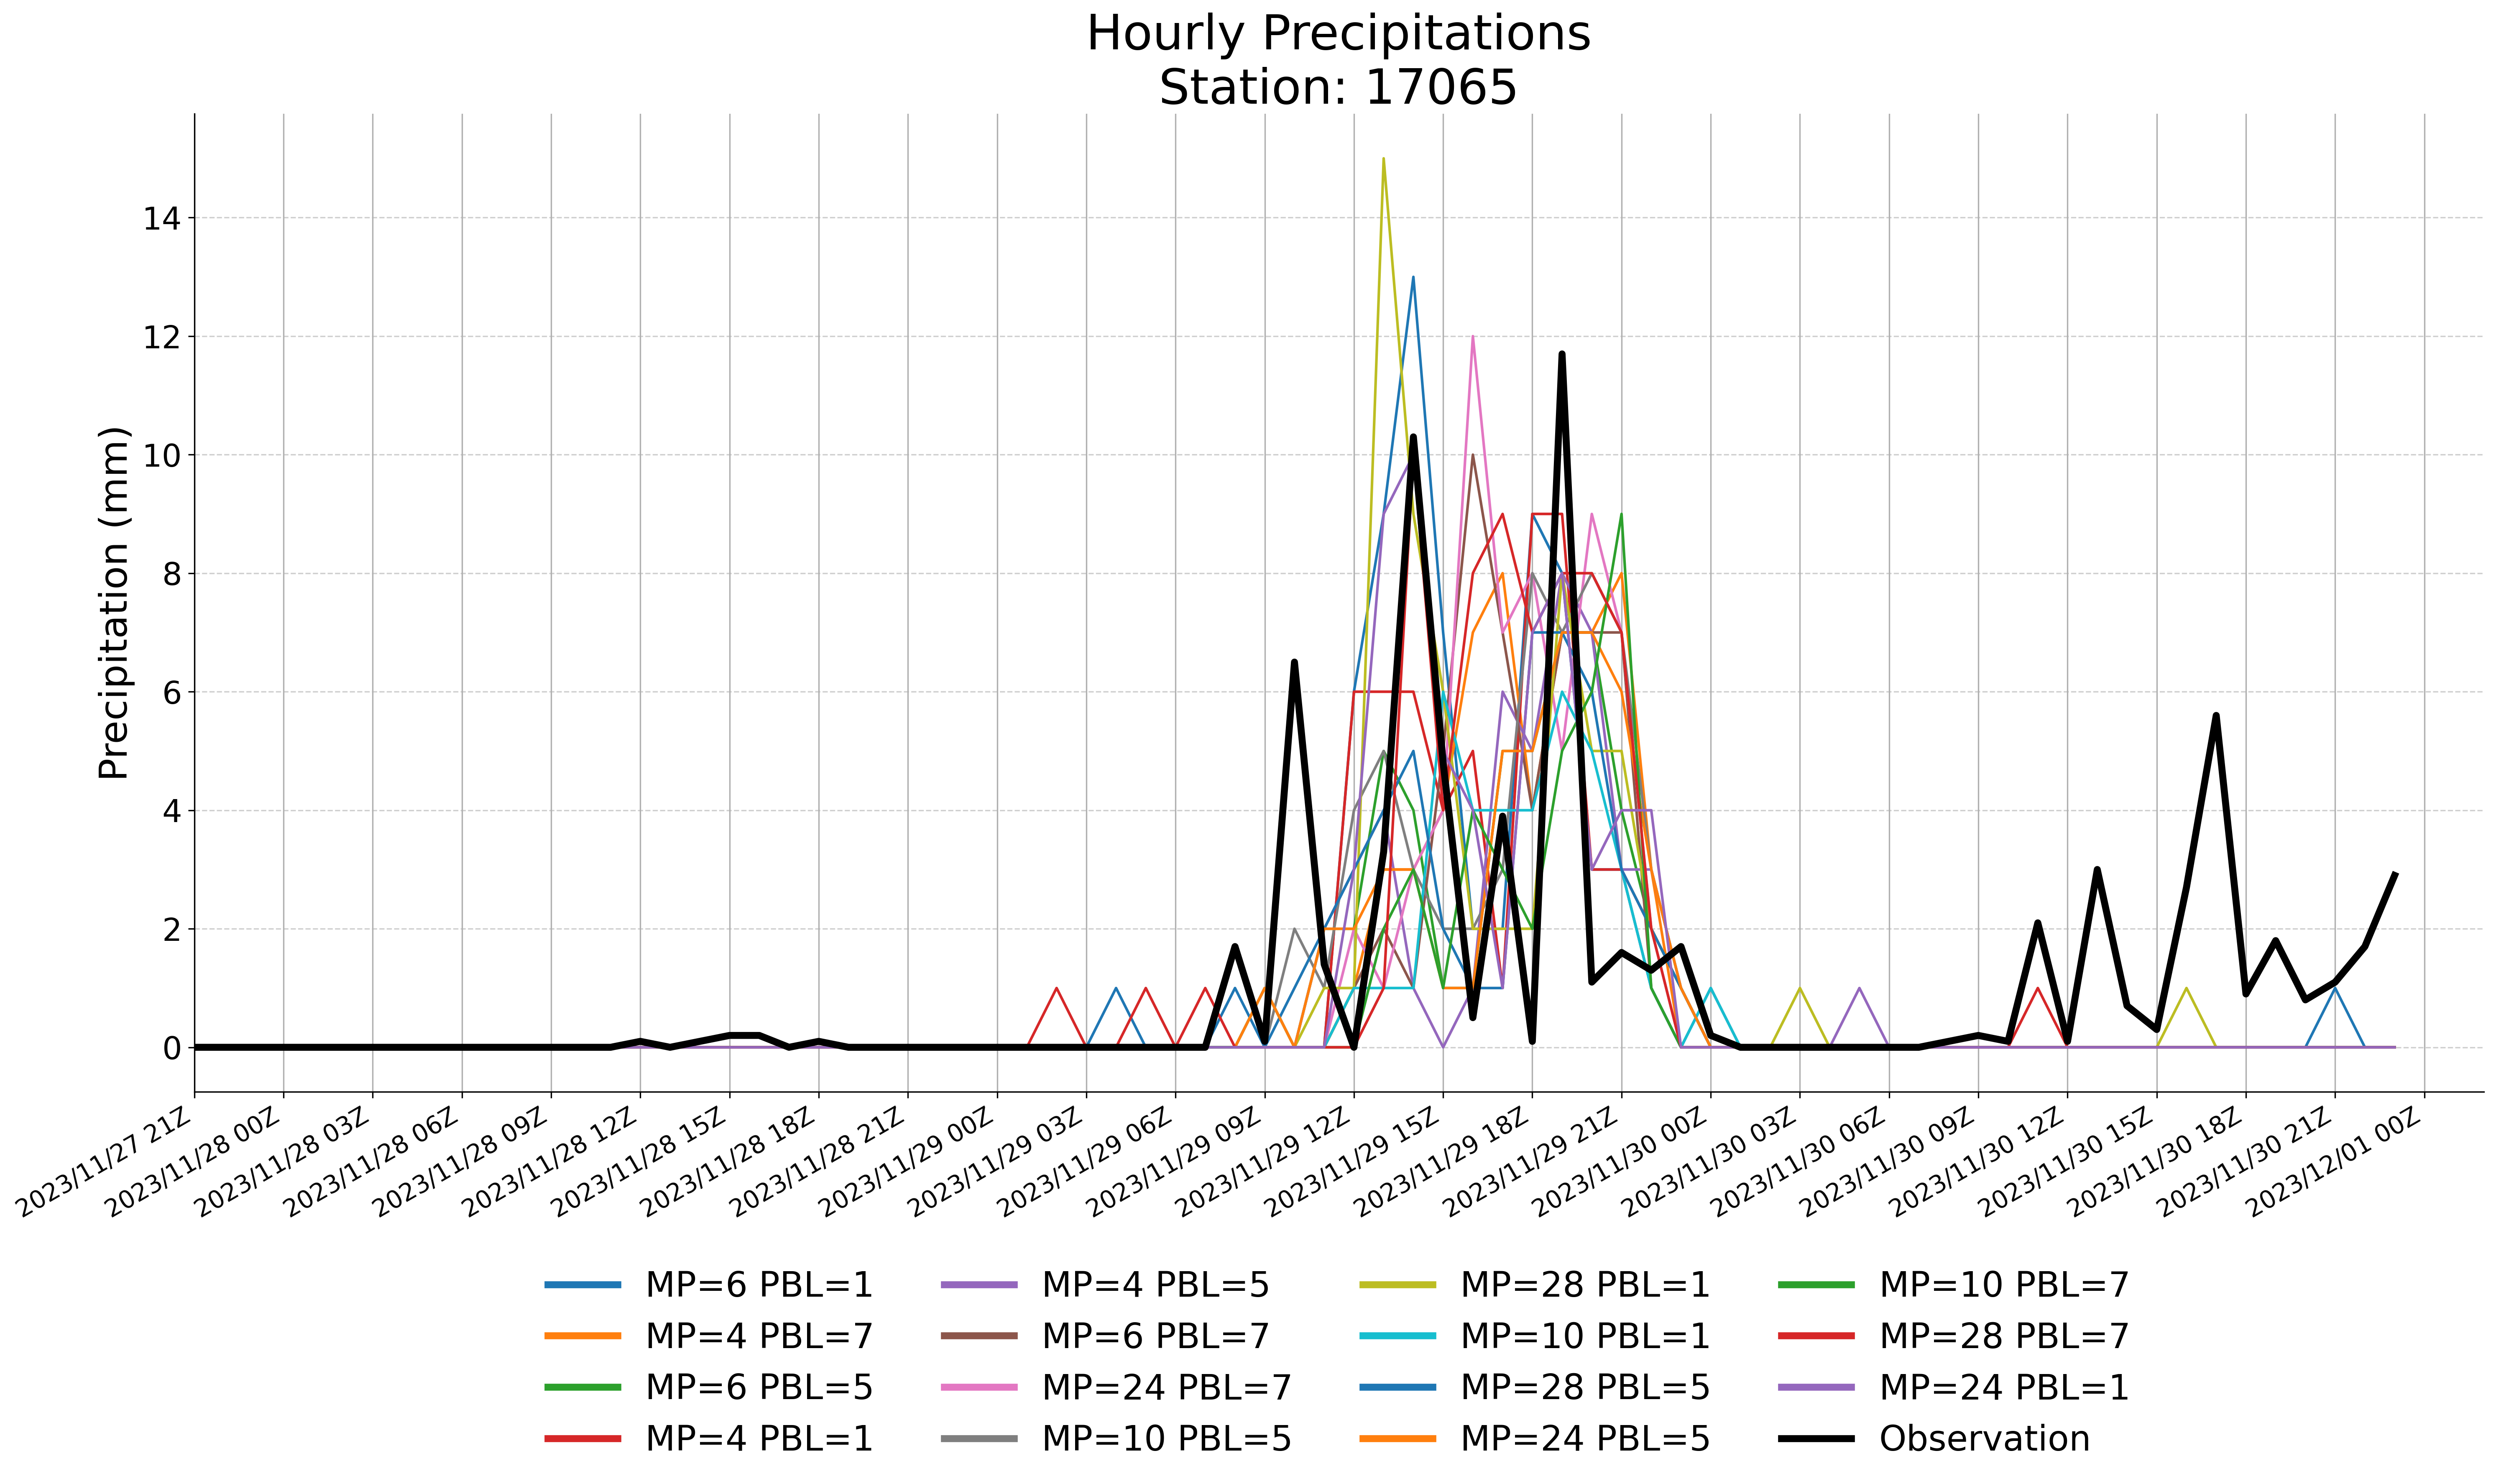 Hourly Precipitations
Station: 17065
Precipitation (mm)
14
12
10
8
6
4
2
0
2023/11/27 21Z
2023/11/28 00Z
2023/11/28 03Z
2023/11/28 06Z
2023/11/28 09Z
2023/11/28 12Z
2023/11/28 15Z
2023/11/28 18Z
2023/11/28 21Z
2023/11/29 00Z
2023/11/29 03Z
2023/11/29 06Z
2023/11/29 09Z
2023/11/29 12Z
2023/11/29 15Z
2023/11/29 18Z
2023/11/29 21Z
2023/11/30 00Z
2023/11/30 03Z
2023/11/30 06Z
2023/11/30 09Z
2023/11/30 12Z
2023/11/30 15Z
2023/11/30 18Z
2023/11/30 21Z
2023/12/01 00Z
MP=6 PBL=1
MP=4 PBL=7
MP=6 PBL=5
MP=4 PBL=1
MP=4 PBL=5
MP=6 PBL=7
MP=24 PBL=7
MP=10 PBL=5
MP=28 PBL=1
MP=10 PBL=1
MP=28 PBL=5
MP=24 PBL=5
MP=10 PBL=7
MP=28 PBL=7
MP=24 PBL=1
Observation